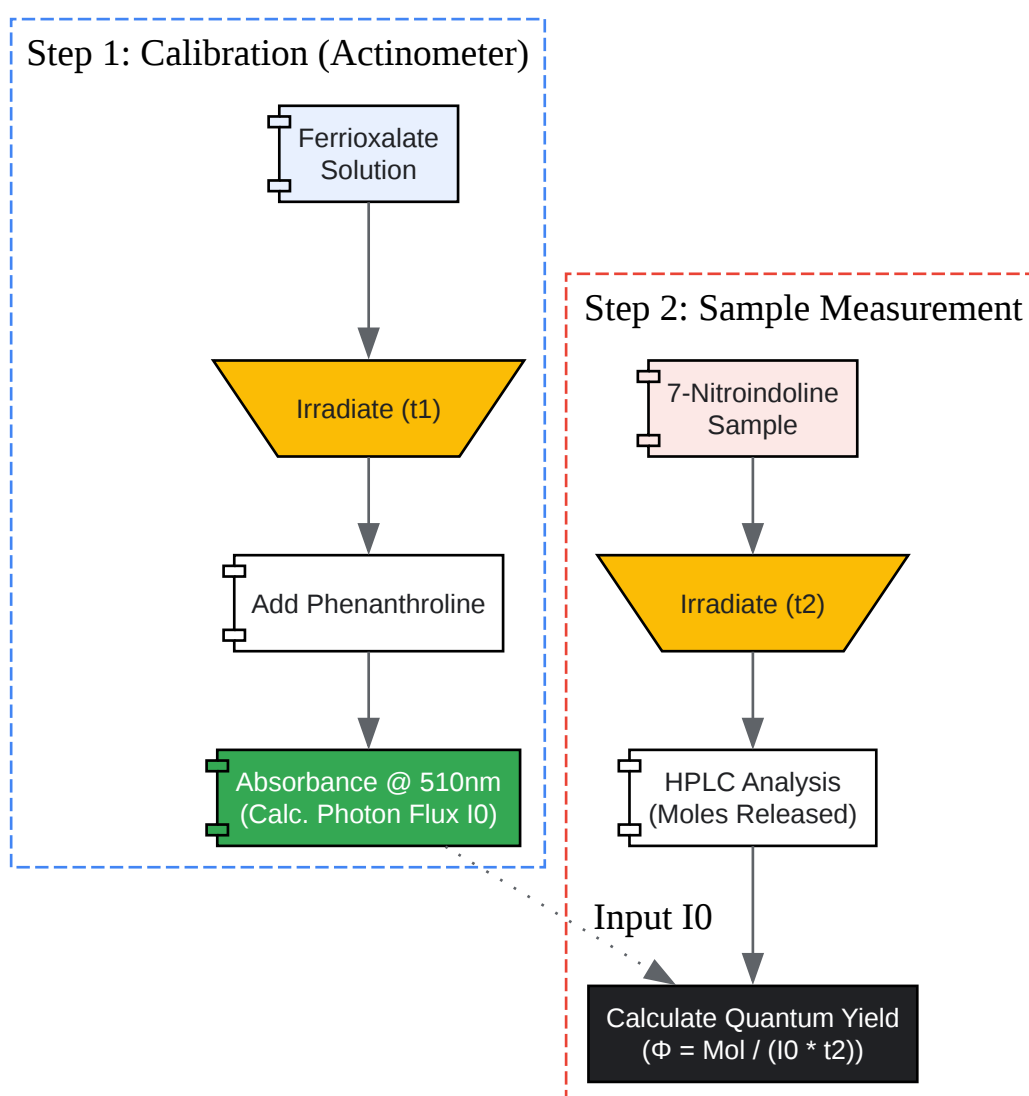 Step 1: Calibration (Actinometer)
Ferrioxalate
Solution
Irradiate (t1)
Add Phenanthroline
Absorbance @ 510nm
(Calc. Photon Flux I0)
Step 2: Sample Measurement
7-Nitroindoline
Sample
Irradiate (t2)
HPLC Analysis
(Moles Released)
Input I0
Calculate Quantum Yield
(Φ = Mol / (I0 * t2))